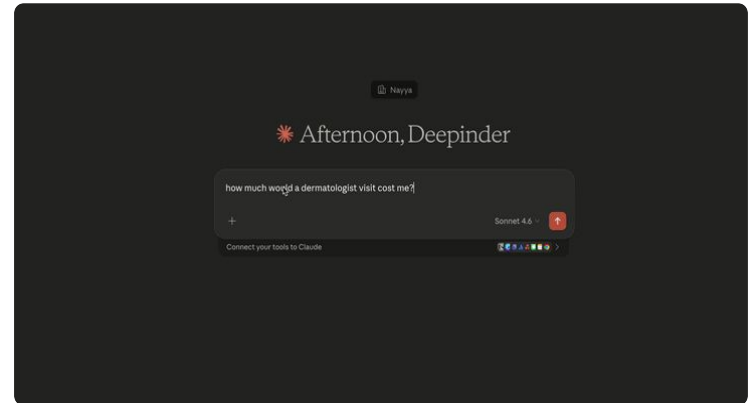 Nayya
Afternoon, Deepinder
how much would a dermatologist visit cost me?
Sonnet 4.6
Connect your tools to Claude